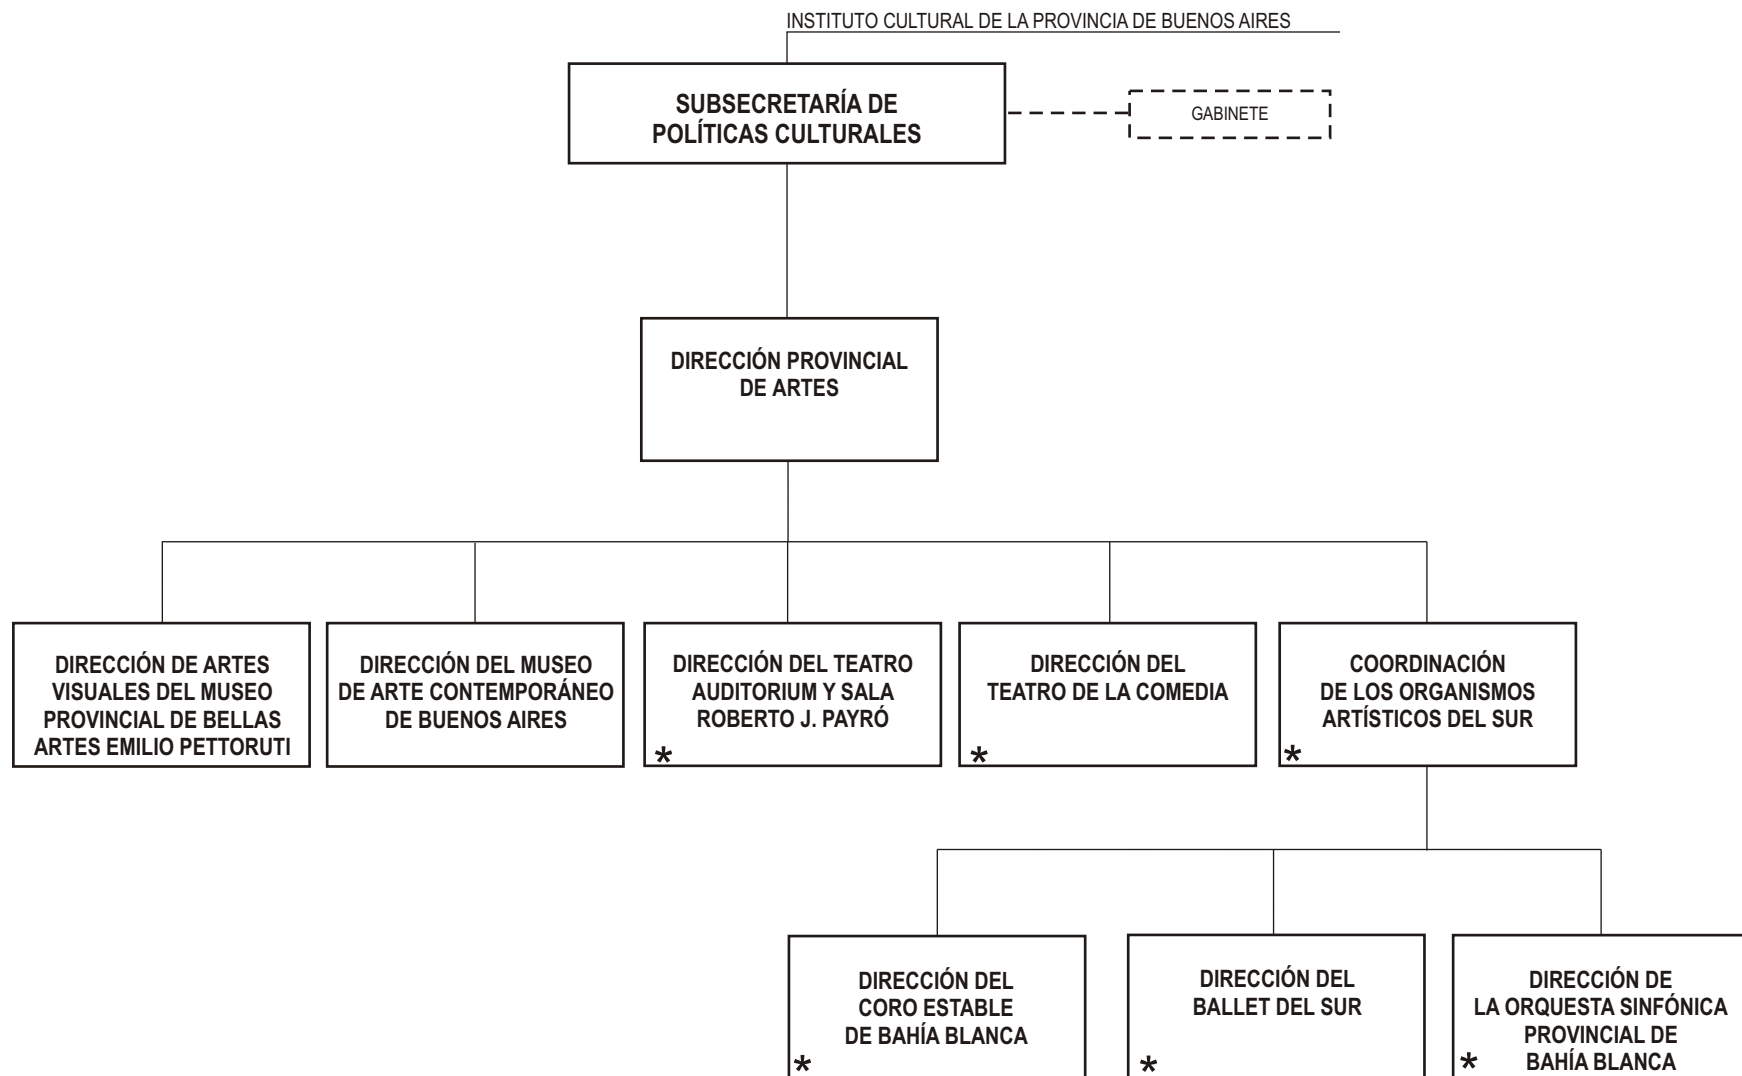 INSTITUTO CULTURAL DE LA PROVINCIA DE BUENOS AIRES
SUBSECRETARÍA DE
POLÍTICAS CULTURALES
GABINETE
DIRECCIÓN PROVINCIAL
DE ARTES
DIRECCIÓN DE ARTES
VISUALES DEL MUSEO
PROVINCIAL DE BELLAS
ARTES EMILIO PETTORUTI
DIRECCIÓN DEL MUSEO
DE ARTE CONTEMPORÁNEO
DE BUENOS AIRES
DIRECCIÓN DEL TEATRO
AUDITORIUM Y SALA
ROBERTO J. PAYRÓ
*
DIRECCIÓN DEL
TEATRO DE LA COMEDIA
*
COORDINACIÓN
DE LOS ORGANISMOS
ARTÍSTICOS DEL SUR
*
DIRECCIÓN DEL
CORO ESTABLE
DE BAHÍA BLANCA
*
DIRECCIÓN DEL
BALLET DEL SUR
*
DIRECCIÓN DE
LA ORQUESTA SINFÓNICA
PROVINCIAL DE
BAHÍA BLANCA
*